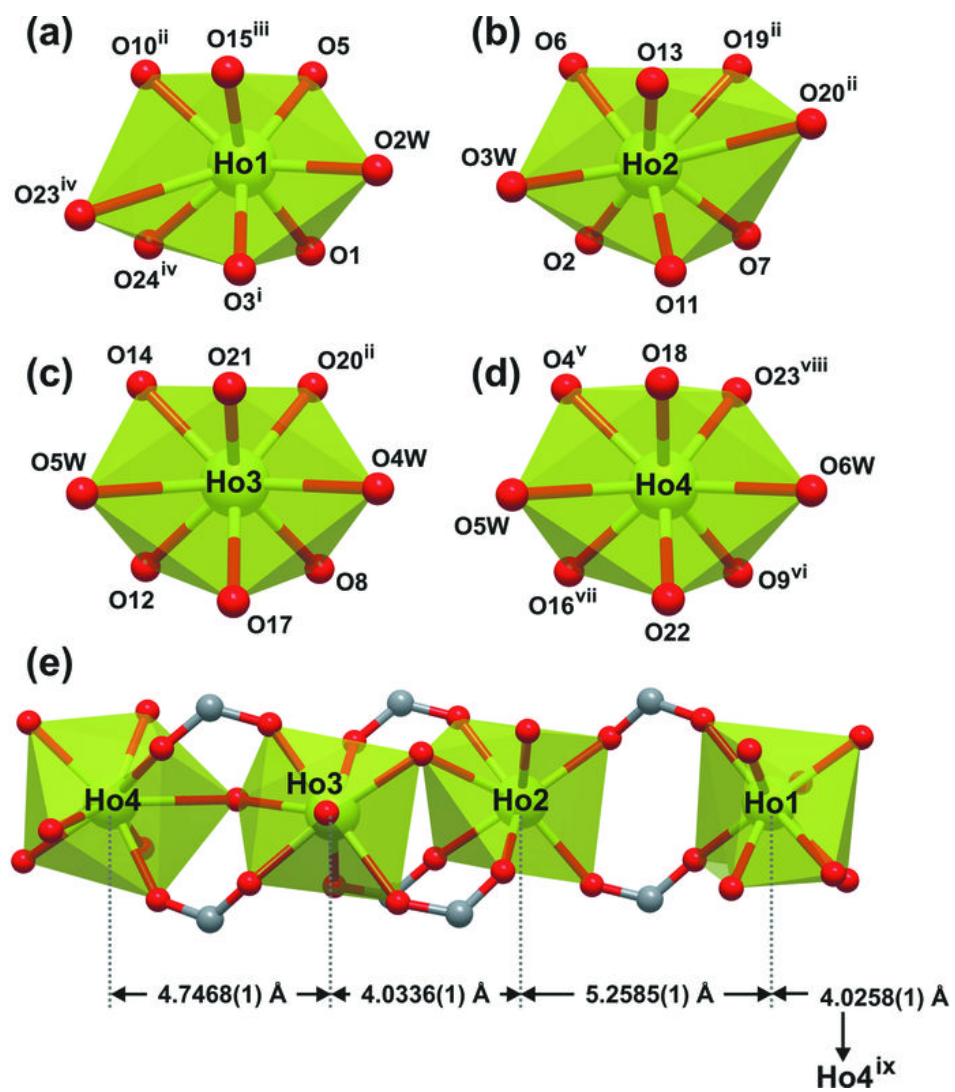 (a)
O10ii O15iii O5
Ho1
O2W
O23iv
O24iv O3i O1
(b)
O6 O13 O19ii
O20ii
Ho2
O3W
O2 O11 O7
(c)
O14 O21 O20ii
O5W Ho3 O4W
O12 O17 O8
(d)
O4v O18 O23viii
O5W Ho4 O6W
O16vii O22 O9vi
(e)
Ho4 Ho3 Ho2 Ho1
4.7468(1) Å 4.0336(1) Å 5.2585(1) Å 4.0258(1) Å
Ho4ix